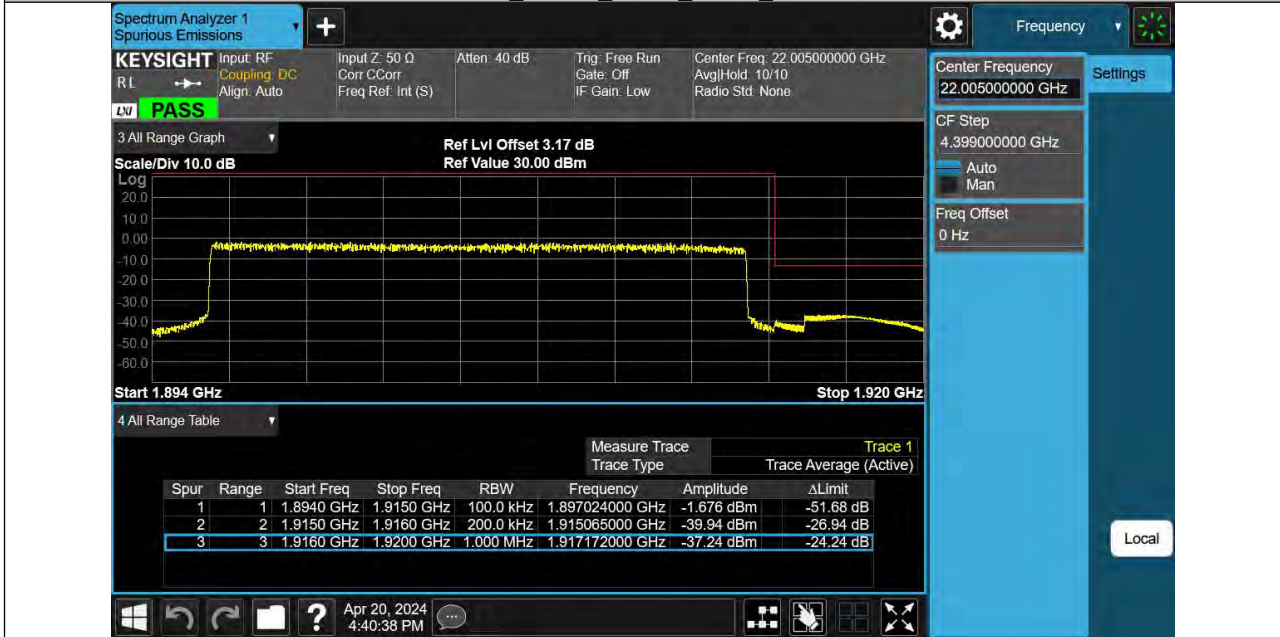 Spectrum Analyzer 1
Spurious Emissions
+
Frequency
KEYSIGHT
RL
LXI PASS
Input: RF
Coupling: DC
Align: Auto
Input Z: 50 Ω
Corr CCorr
Freq Ref: Int (S)
Atten: 40 dB
Trig: Free Run
Gate: Off
IF Gain: Low
Center Freq: 22.005000000 GHz
Avg|Hold: 10/10
Radio Std: None
Center Frequency
22.005000000 GHz
Settings
CF Step
4.399000000 GHz
Auto
Man
Freq Offset
0 Hz
Local
3 All Range Graph
Ref Lvl Offset 3.17 dB
Scale/Div 10.0 dB
Ref Value 30.00 dBm
Log
20.0
10.0
0.00
-10.0
-20.0
-30.0
-40.0
-50.0
-60.0
Start 1.894 GHz
Stop 1.920 GHz
4 All Range Table
Measure Trace Trace 1
Trace Type Trace Average (Active)
Spur Range Start Freq Stop Freq RBW Frequency Amplitude ΔLimit
1 1 1.8940 GHz 1.9150 GHz 100.0 kHz 1.897024000 GHz -1.676 dBm -51.68 dB
2 2 1.9150 GHz 1.9160 GHz 200.0 kHz 1.915065000 GHz -39.94 dBm -26.94 dB
3 3 1.9160 GHz 1.9200 GHz 1.000 MHz 1.917172000 GHz -37.24 dBm -24.24 dB
?
Apr 20, 2024
4:40:38 PM